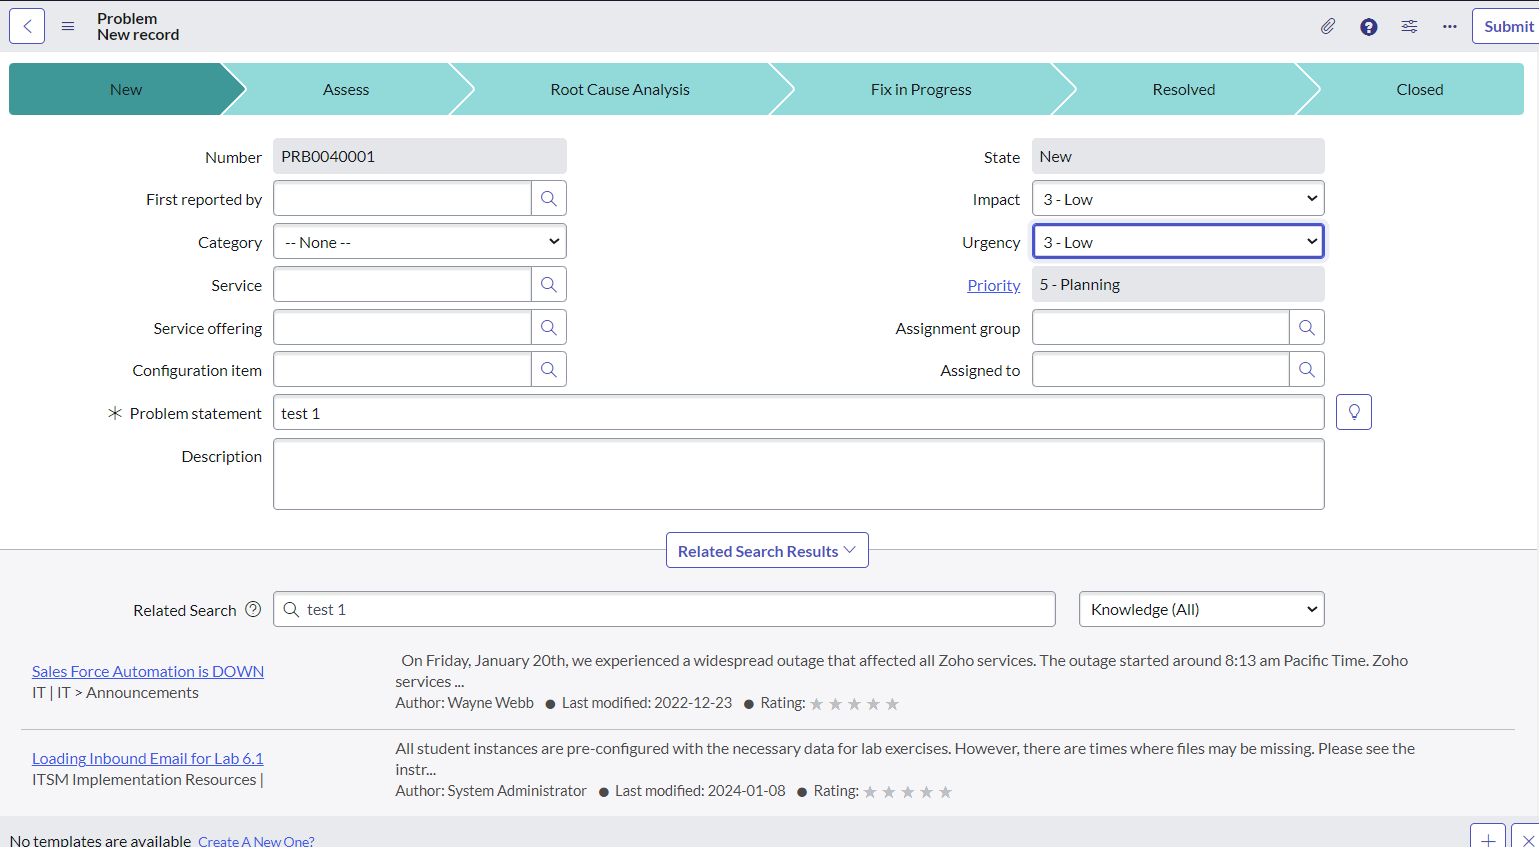 Problem
New record
Submit
New
Assess
Root Cause Analysis
Fix in Progress
Resolved
Closed
Number
PRB0040001
State
New
First reported by
Impact
3 - Low
Category
-- None --
Urgency
3 - Low
Service
Priority
5 - Planning
Service offering
Assignment group
Configuration item
Assigned to
Problem statement
test 1
Description
Related Search Results
Related Search
test 1
Knowledge (All)
Sales Force Automation is DOWN
IT | IT > Announcements
On Friday, January 20th, we experienced a widespread outage that affected all Zoho services. The outage started around 8:13 am Pacific Time. Zoho
services ...
Author: Wayne Webb ● Last modified: 2022-12-23 ● Rating:
Loading Inbound Email for Lab 6.1
ITSM Implementation Resources |
All student instances are pre-configured with the necessary data for lab exercises. However, there are times where files may be missing. Please see the
instr...
Author: System Administrator ● Last modified: 2024-01-08 ● Rating:
No templates are available Create A New One?